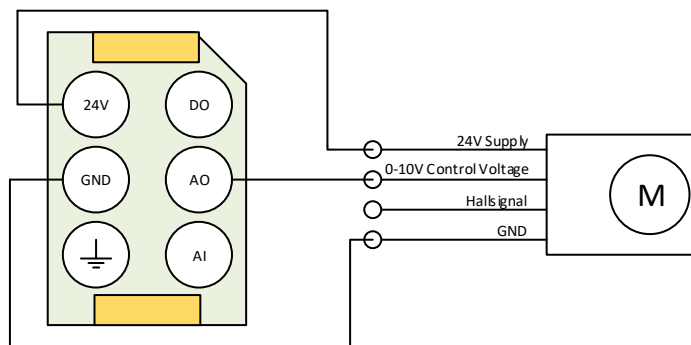 24V
DO
GND
AO
AI
24V Supply
0-10V Control Voltage
Hallsignal
GND
M